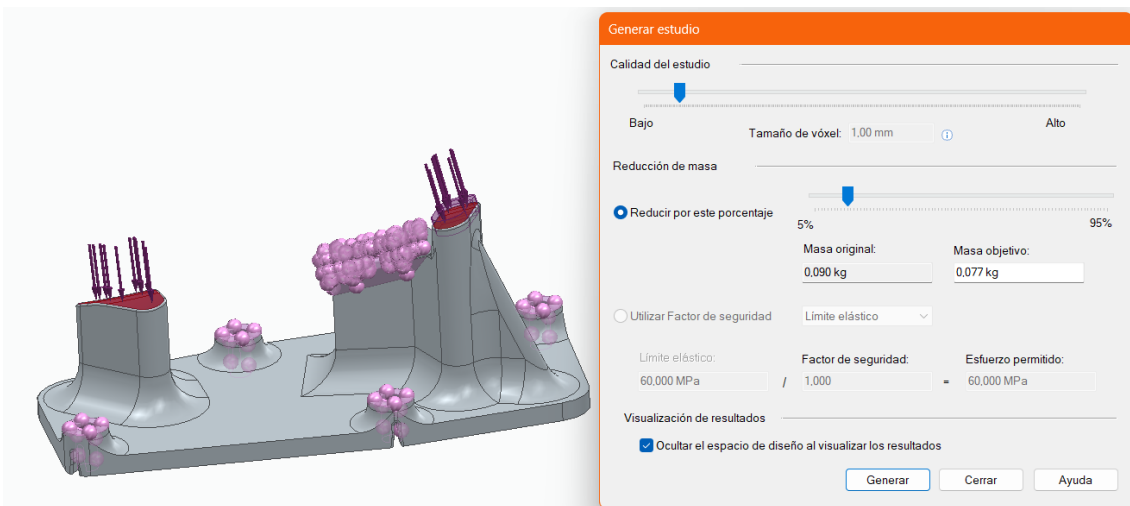 Generar estudio
Calidad del estudio
Bajo
Alto
Tamaño de vóxel: 1,00 mm
Reducción de masa
Reducir por este porcentaje
5%
95%
Masa original:
Masa objetivo:
0,090 kg
0,077 kg
Utilizar Factor de seguridad
Límite elástico
Límite elástico:
Factor de seguridad:
Esfuerzo permitido:
60,000 MPa / 1,000 = 60,000 MPa
Visualización de resultados
Ocultar el espacio de diseño al visualizar los resultados
Generar
Cerrar
Ayuda